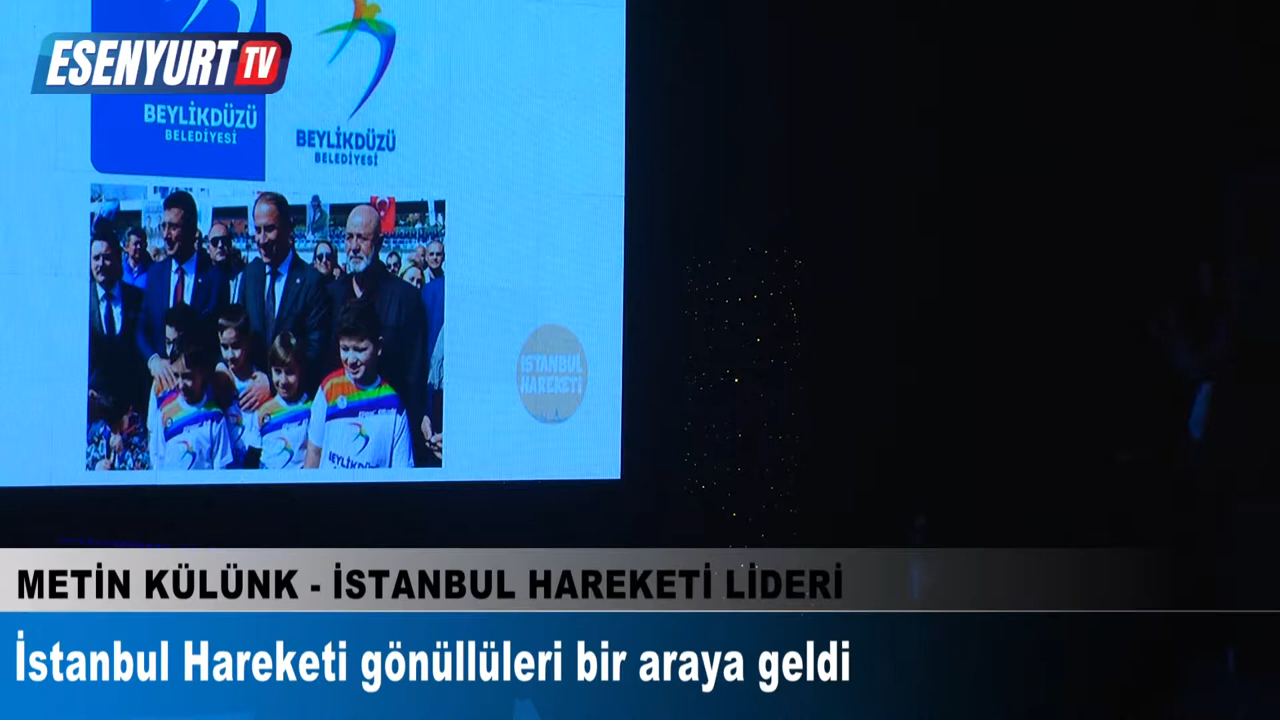 ESENYURT TV
BEYLİKDÜZÜ
BELEDİYESİ
BEYLİKDÜZÜ
BELEDİYESİ
İSTANBUL
HAREKETİ
METİN KÜLÜNK - İSTANBUL HAREKETİ LİDERİ
İstanbul Hareketi gönüllüleri bir araya geldi